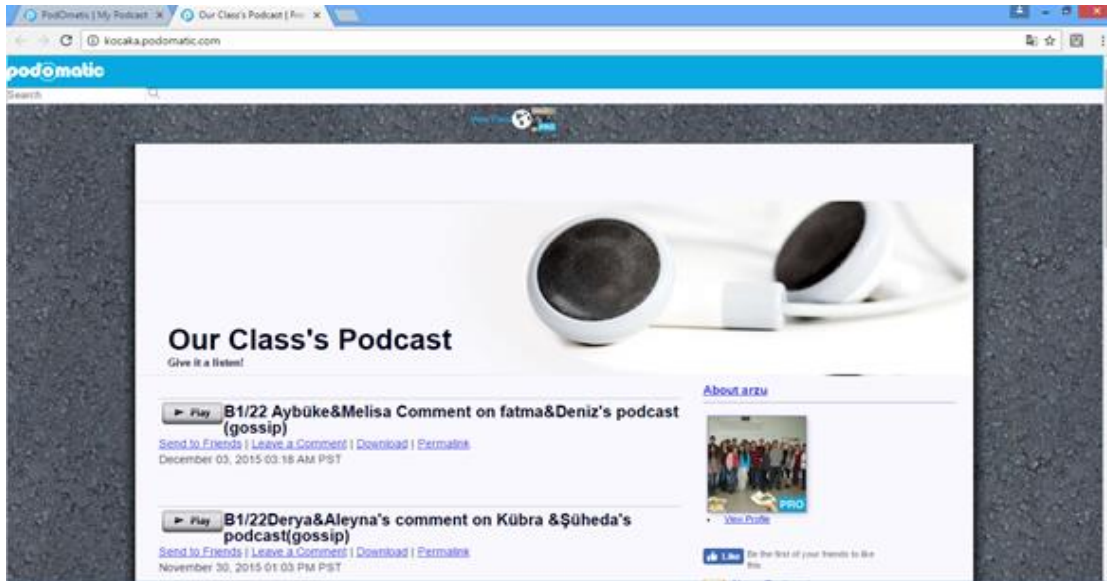 PodOmatic | My Podcast
Our Class's Podcast |
kocaka.podomatic.com
podomatic
Search
PRO
Our Class's Podcast
Give it a listen!
About arzu
Play B1/22 Aybüke&Melisa Comment on fatma&Deniz's podcast
(gossip)
Send to Friends | Leave a Comment | Download | Permalink
December 03, 2015 03:18 AM PST
PRO
View Profile
Play B1/22Derya&Aleyna's comment on Kübra &Şüheda's
podcast(gossip)
Send to Friends | Leave a Comment | Download | Permalink
November 30, 2015 01:03 PM PST
Like Be the first of your friends to like
this.